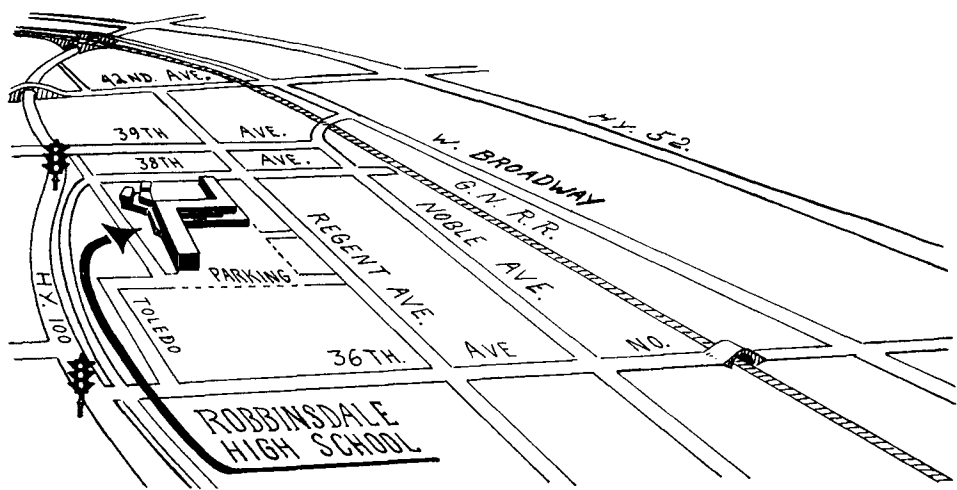 42ND. AVE.
HY. 52.
39TH AVE.
38TH AVE.
W. BROADWAY
G. N. R. R.
NOBLE AVE.
REGENT AVE.
PARKING
HY. 100
TOLEDO
36TH. AVE NO.
ROBBINSDALE
HIGH SCHOOL